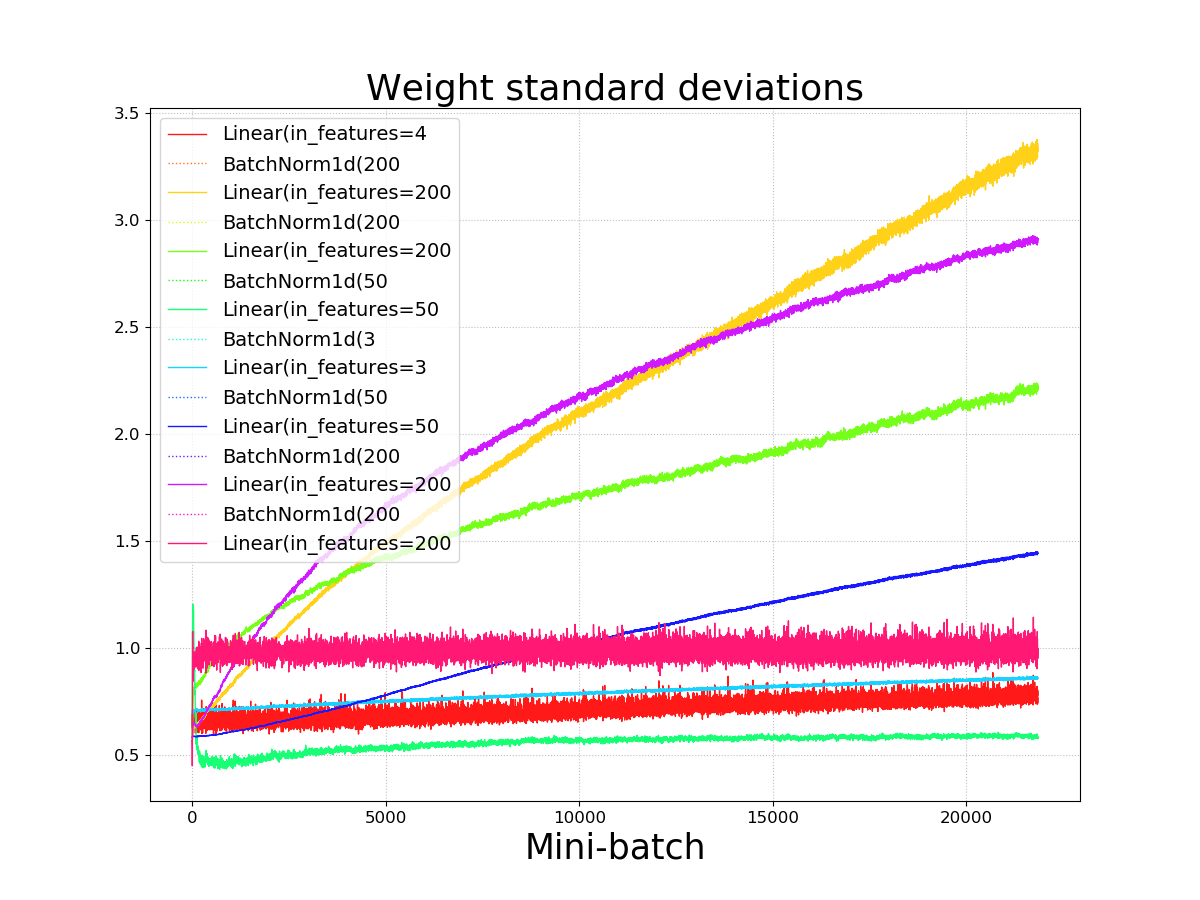 Weight standard deviations
3.5
3.0
2.5
2.0
1.5
1.0
0.5
Linear(in_features=4
BatchNorm1d(200
Linear(in_features=200
BatchNorm1d(200
Linear(in_features=200
BatchNorm1d(50
Linear(in_features=50
BatchNorm1d(3
Linear(in_features=3
BatchNorm1d(50
Linear(in_features=50
BatchNorm1d(200
Linear(in_features=200
BatchNorm1d(200
Linear(in_features=200
0 5000 10000 15000 20000
Mini-batch